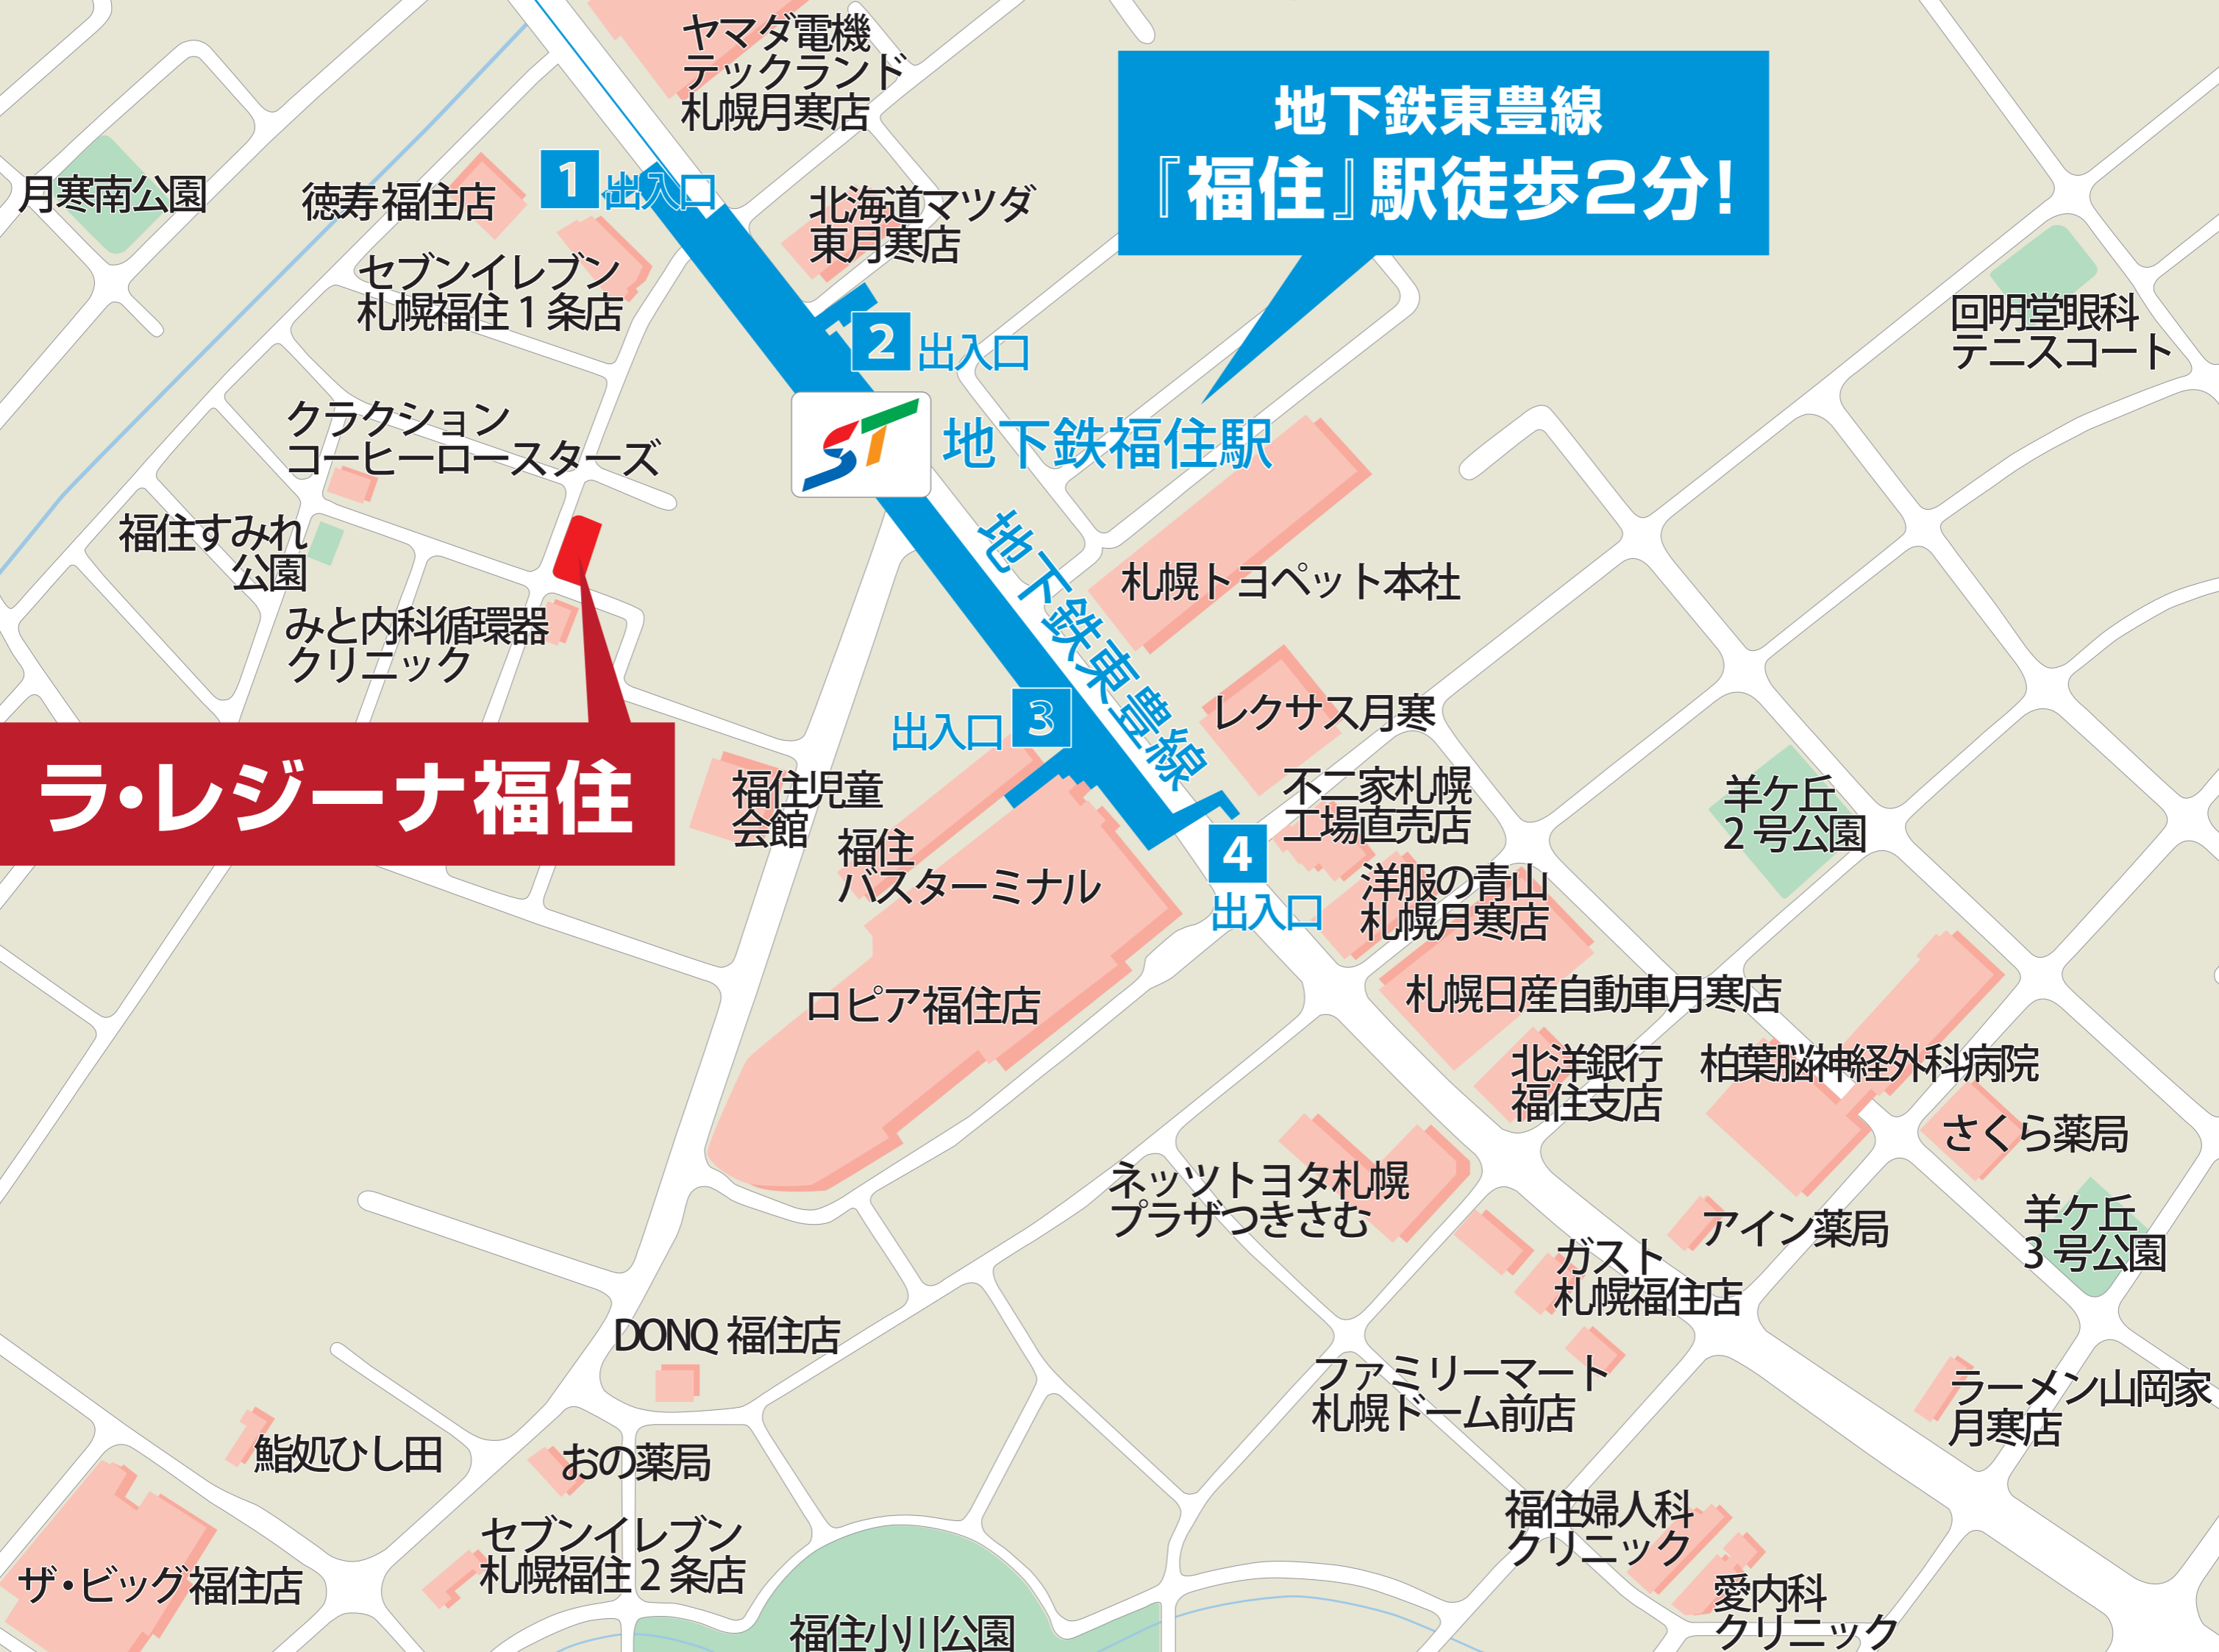 ヤマダ電機
テックランド
札幌月寒店
地下鉄東豊線
『福住』駅徒歩2分!
月寒南公園
徳寿 福住店
1 出入口
北海道マツダ
東月寒店
セブンイレブン
札幌福住1条店
2 出入口
回明堂眼科
テニスコート
クラクション
コーヒーロースターズ
ST
地下鉄福住駅
福住すみれ
公園
地下鉄東豊線
札幌トヨペット本社
みと内科循環器
クリニック
出入口 3
レクサス月寒
ラ・レジーナ福住
福住児童
会館
不二家札幌
工場直売店
羊ケ丘
2号公園
福住
バスターミナル
4
出入口
洋服の青山
札幌月寒店
ロピア福住店
札幌日産自動車月寒店
北洋銀行
福住支店
柏葉脳神経外科病院
さくら薬局
ネッツトヨタ札幌
プラザつきさむ
アイン薬局
羊ケ丘
3号公園
ガスト
札幌福住店
DONQ 福住店
ファミリーマート
札幌ドーム前店
ラーメン山岡家
月寒店
鮨処ひし田
おの薬局
福住婦人科
クリニック
セブンイレブン
札幌福住2条店
ザ・ビッグ福住店
愛内科
クリニック
福住小川公園